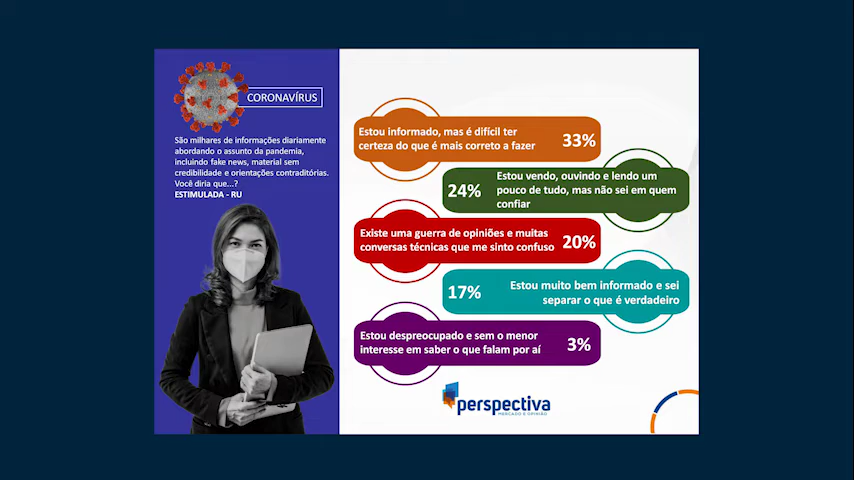 CORONAVÍRUS
São milhares de informações diariamente
abordando o assunto da pandemia,
incluindo fake news, material sem
credibilidade e orientações contraditórias.
Você diria que...?
ESTIMULADA - RU
Estou informado, mas é difícil ter
certeza do que é mais correto a fazer
33%
24%
Estou vendo, ouvindo e lendo um
pouco de tudo, mas não sei em quem
confiar
Existe uma guerra de opiniões e muitas
conversas técnicas que me sinto confuso
20%
17%
Estou muito bem informado e sei
separar o que é verdadeiro
Estou despreocupado e sem o menor
interesse em saber o que falam por aí
3%
perspectiva
MERCADO E OPINIÃO